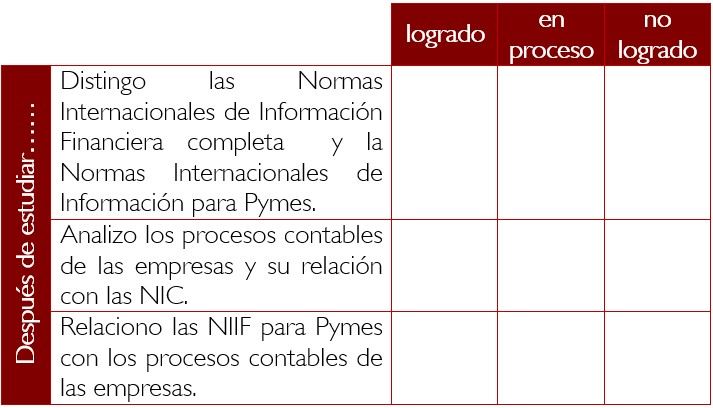 logrado
en
proceso
no
logrado
Después de estudiar......
Distingo las Normas
Internacionales de Información
Financiera completa y la
Normas Internacionales de
Información para Pymes.
Analizo los procesos contables
de las empresas y su relación
con las NIC.
Relaciono las NIIF para Pymes
con los procesos contables de
las empresas.